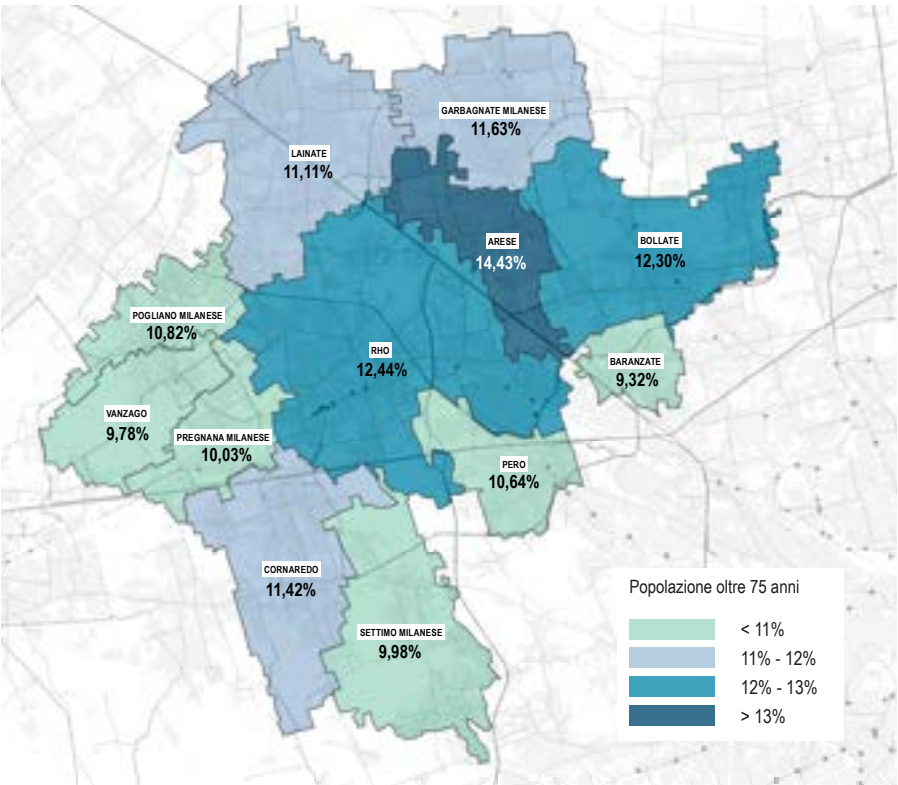 GARBAGNATE MILANESE
11,63%
LAINATE
11,11%
ARESE
14,43%
BOLLATE
12,30%
POGLIANO MILANESE
10,82%
RHO
12,44%
BARANZATE
9,32%
VANZAGO
9,78%
PREGNANA MILANESE
10,03%
PERO
10,64%
CORNAREDO
11,42%
SETTIMO MILANESE
9,98%
Popolazione oltre 75 anni
< 11%
11% - 12%
12% - 13%
> 13%